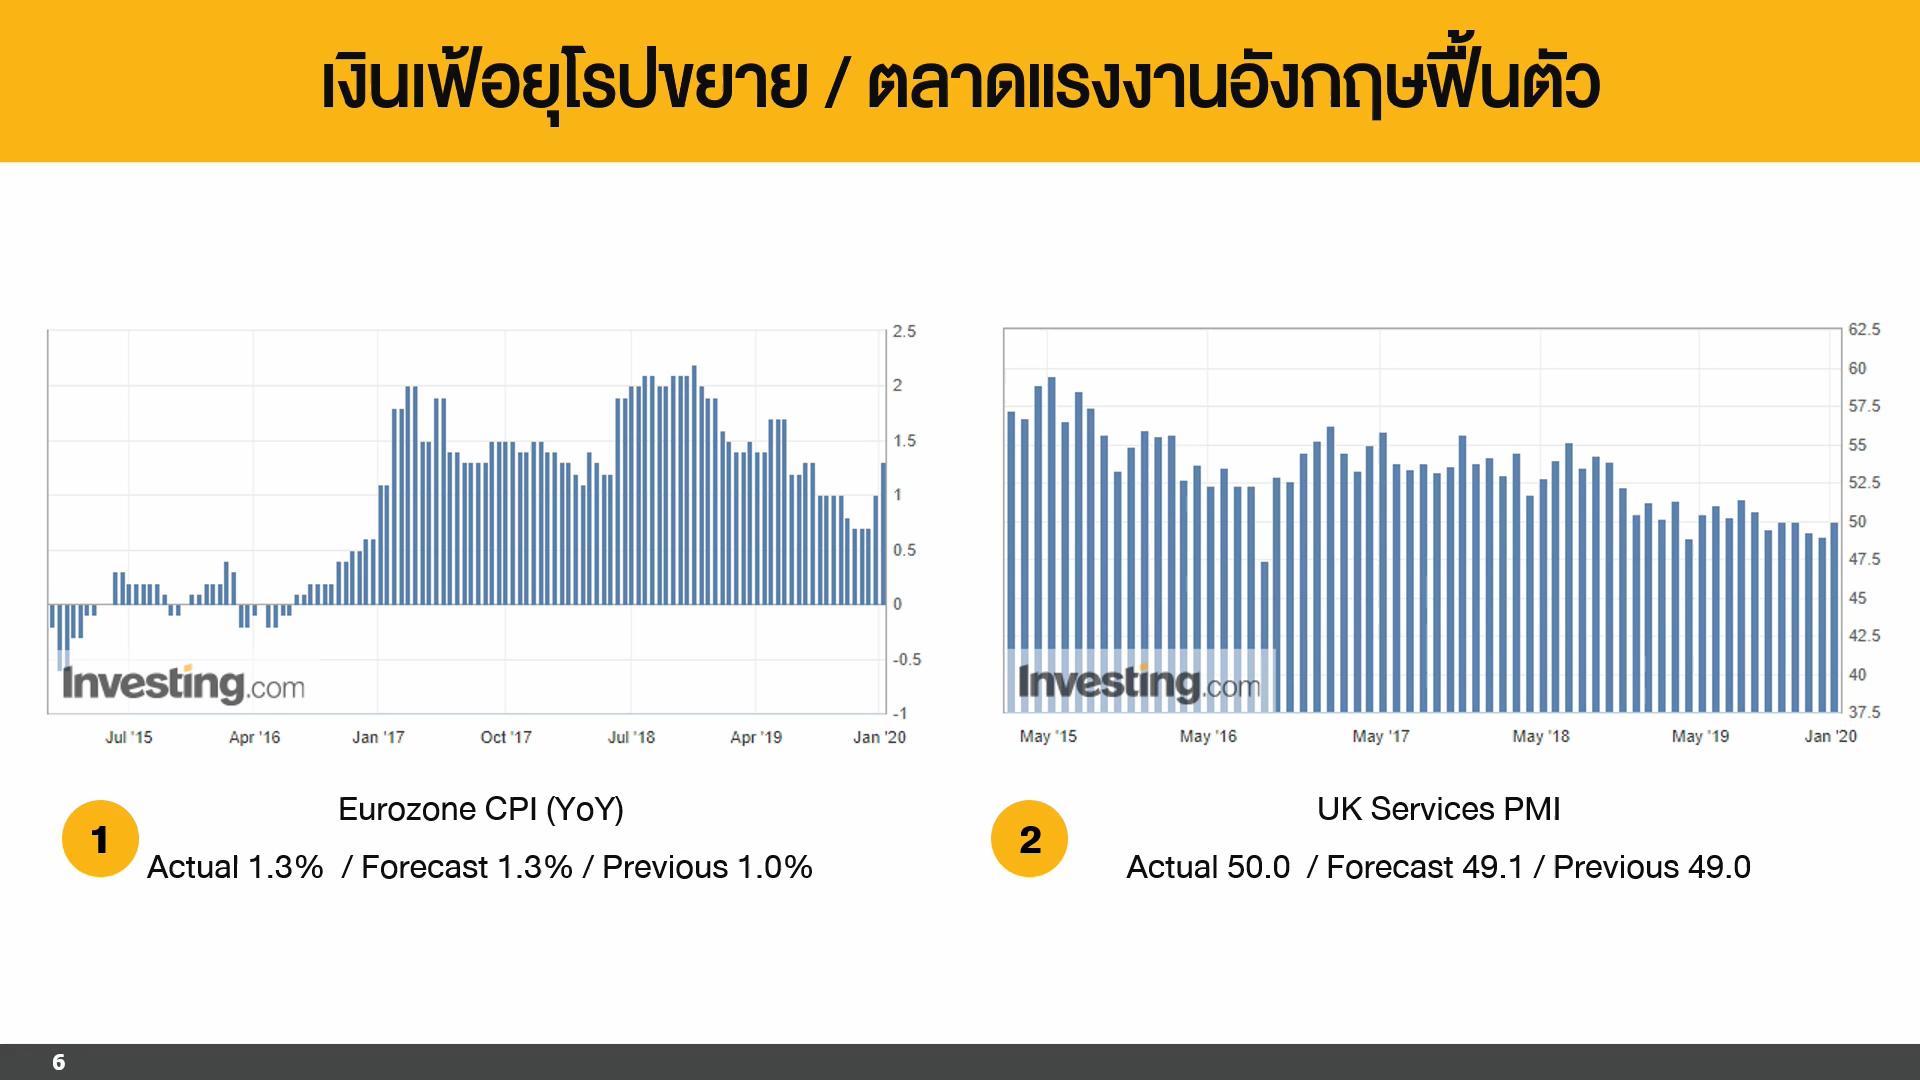 เงินเฟ้อยุโรปขยาย / ตลาดแรงงานอังกฤษฟื้นตัว
2.5
2
1.5
1
0.5
0
-0.5
-1
Investing.com
Jul '15 Apr '16 Jan '17 Oct '17 Jul '18 Apr '19 Jan '20
62.5
60
57.5
55
52.5
50
47.5
45
42.5
40
37.5
Investing.com
May '15 May '16 May '17 May '18 May '19 Jan '20
1
Eurozone CPI (YoY)
Actual 1.3% / Forecast 1.3% / Previous 1.0%
2
UK Services PMI
Actual 50.0 / Forecast 49.1 / Previous 49.0
6